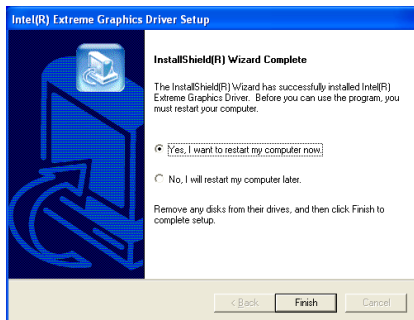 Intel(R) Extreme Graphics Driver Setup
InstallShield(R) Wizard Complete
The InstallShield(R) Wizard has successfully installed Intel(R)
Extreme Graphics Driver. Before you can use the program, you
must restart your computer.
Yes, I want to restart my computer now.
No, I will restart my computer later.
Remove any disks from their drives, and then click Finish to
complete setup.
< Back
Finish
Cancel